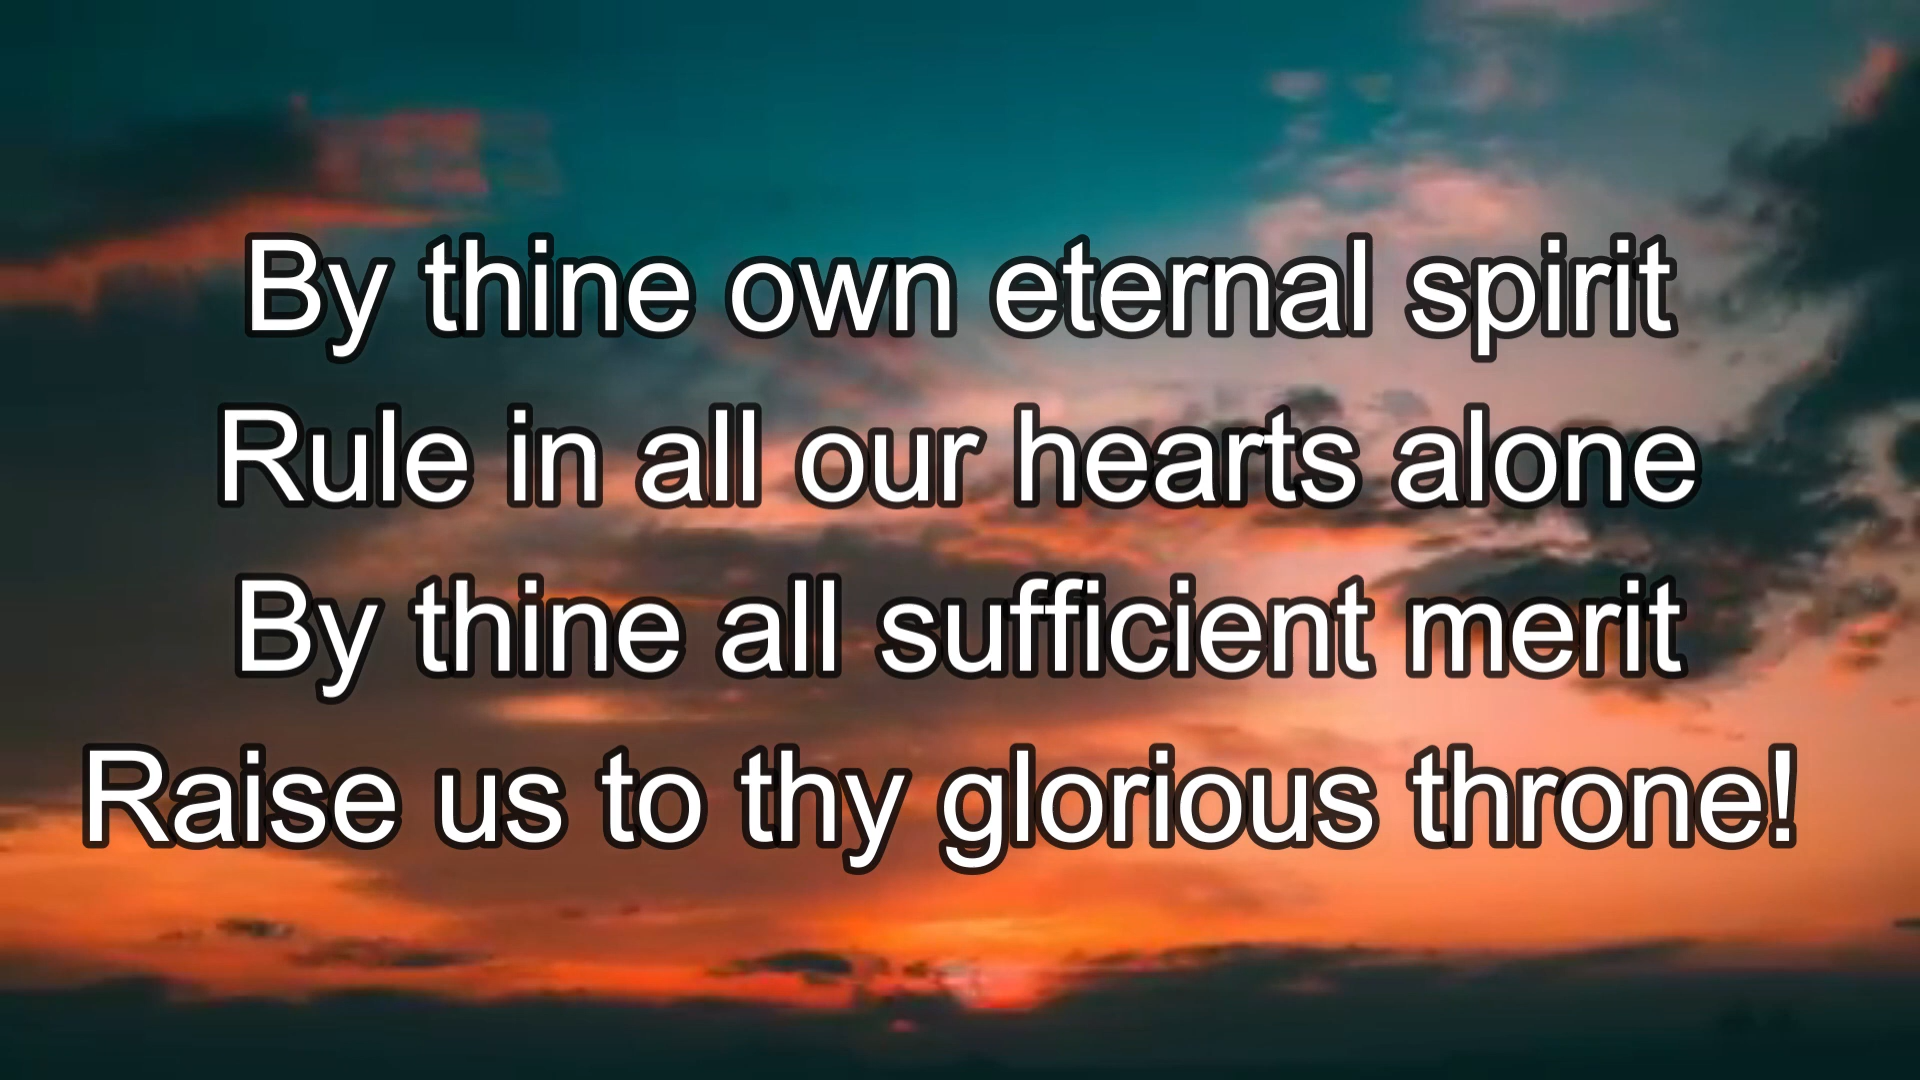 By thine own eternal spirit
Rule in all our hearts alone
By thine all sufficient merit
Raise us to thy glorious throne!